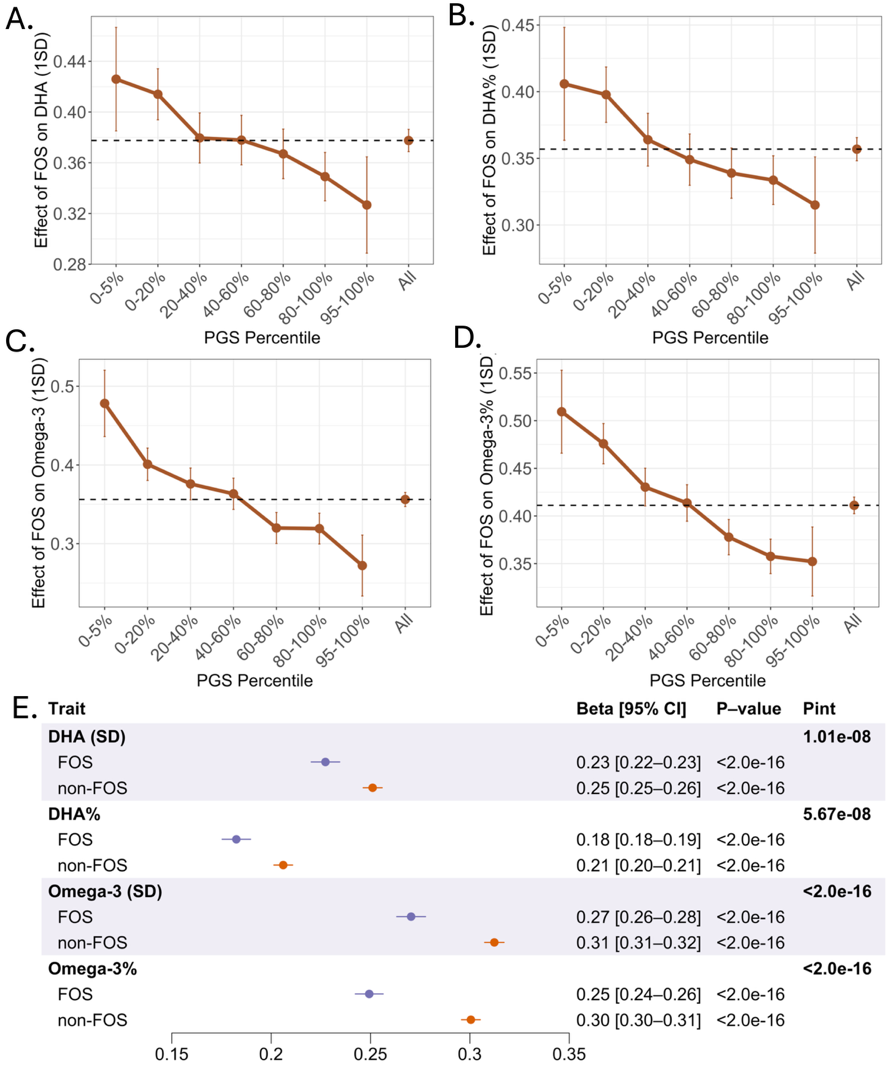 A.
Effect of FOS on DHA (1SD)
0.44
0.40
0.36
0.32
0.28
0-5%
0-20%
20-40%
40-60%
60-80%
80-100%
95-100%
All
PGS Percentile
B.
Effect of FOS on DHA% (1SD)
0.45
0.40
0.35
0.30
0-5%
0-20%
20-40%
40-60%
60-80%
80-100%
95-100%
All
PGS Percentile
C.
Effect of FOS on Omega-3 (1SD)
0.5
0.4
0.3
0-5%
0-20%
20-40%
40-60%
60-80%
80-100%
95-100%
All
PGS Percentile
D.
Effect of FOS on Omega-3% (1SD
0.55
0.50
0.45
0.40
0.35
0-5%
0-20%
20-40%
40-60%
60-80%
80-100%
95-100%
All
PGS Percentile
E.
Trait Beta [95% CI] P–value Pint
DHA (SD) 1.01e-08
FOS 0.23 [0.22–0.23] <2.0e-16
non-FOS 0.25 [0.25–0.26] <2.0e-16
DHA% 5.67e-08
FOS 0.18 [0.18–0.19] <2.0e-16
non-FOS 0.21 [0.20–0.21] <2.0e-16
Omega-3 (SD) <2.0e-16
FOS 0.27 [0.26–0.28] <2.0e-16
non-FOS 0.31 [0.31–0.32] <2.0e-16
Omega-3% <2.0e-16
FOS 0.25 [0.24–0.26] <2.0e-16
non-FOS 0.30 [0.30–0.31] <2.0e-16
0.15 0.2 0.25 0.3 0.35